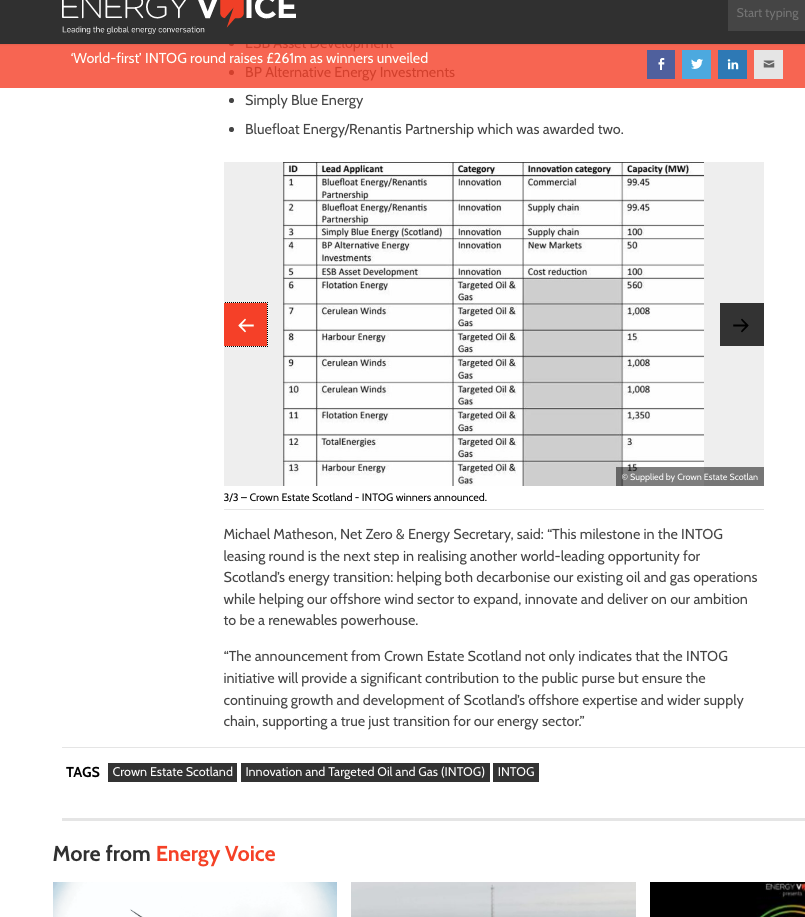 ENERGY VOICE
Leading the global energy conversation
Start typing
ESB Asset Development
'World-first' INTOG round raises £261m as winners unveiled
BP Alternative Energy Investments
Simply Blue Energy
Bluefloat Energy/Renantis Partnership which was awarded two.
ID Lead Applicant Category Innovation category Capacity (MW)
1 Bluefloat Energy/Renantis Innovation Commercial 99.45
Partnership
2 Bluefloat Energy/Renantis Innovation Supply chain 99.45
Partnership
3 Simply Blue Energy (Scotland) Innovation Supply chain 100
4 BP Alternative Energy Innovation New Markets 50
Investments
5 ESB Asset Development Innovation Cost reduction 100
6 Flotation Energy Targeted Oil & 560
Gas
7 Cerulean Winds Targeted Oil & 1,008
Gas
8 Harbour Energy Targeted Oil & 15
Gas
9 Cerulean Winds Targeted Oil & 1,008
Gas
10 Cerulean Winds Targeted Oil & 1,008
Gas
11 Flotation Energy Targeted Oil & 1,350
Gas
12 TotalEnergies Targeted Oil & 3
Gas
13 Harbour Energy Targeted Oil & 15
Gas
© Supplied by Crown Estate Scotlan
3/3 – Crown Estate Scotland - INTOG winners announced.
Michael Matheson, Net Zero & Energy Secretary, said: “This milestone in the INTOG
leasing round is the next step in realising another world-leading opportunity for
Scotland’s energy transition: helping both decarbonise our existing oil and gas operations
while helping our offshore wind sector to expand, innovate and deliver on our ambition
to be a renewables powerhouse.
“The announcement from Crown Estate Scotland not only indicates that the INTOG
initiative will provide a significant contribution to the public purse but ensure the
continuing growth and development of Scotland’s offshore expertise and wider supply
chain, supporting a true just transition for our energy sector.”
TAGS Crown Estate Scotland Innovation and Targeted Oil and Gas (INTOG) INTOG
More from Energy Voice
ENERGY V
presents